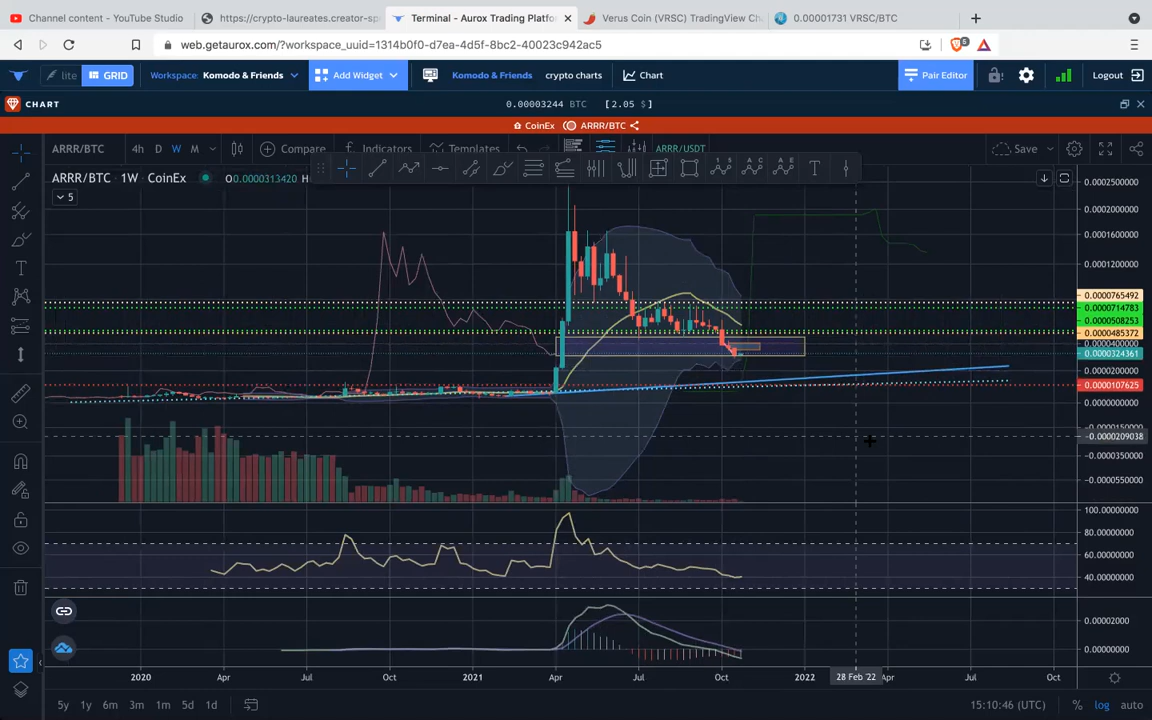 Channel content - YouTube Studio
https://crypto-laureates.creator-sp
Terminal - Aurox Trading Platfo
Verus Coin (VRSC) TradingView Ch
0.00001731 VRSC/BTC
web.getaurox.com/?workspace_uuid=1314b0f0-d7ea-4d5f-8bc2-40023c942ac5
lite
GRID
Workspace: Komodo & Friends
Add Widget
Komodo & Friends
crypto charts
Chart
Pair Editor
Logout
CHART
0.00003244 BTC [2.05 $]
CoinEx
ARRR/BTC
ARRR/BTC
4h
D
W
M
Compare
Indicators
Templates
ARRR/USDT
Save
ARRR/BTC · 1W · CoinEx
O0.0000313420 H
5
0.0002500000
0.0002000000
0.0001600000
0.0001200000
0.0000765492
0.0000714783
0.0000508253
0.0000485372
0.0000400000
0.0000324361
0.0000200000
0.0000107625
0.0000000000
−0.0000150000
−0.0000209038
−0.0000350000
−0.0000550000
100.00000000
80.00000000
60.00000000
40.00000000
0.00002000
0.00000000
2020
Apr
Jul
Oct
2021
Apr
Jul
Oct
2022
28 Feb '22
Apr
Jul
Oct
5y
1y
6m
3m
1m
5d
1d
15:10:46 (UTC)
%
log
auto